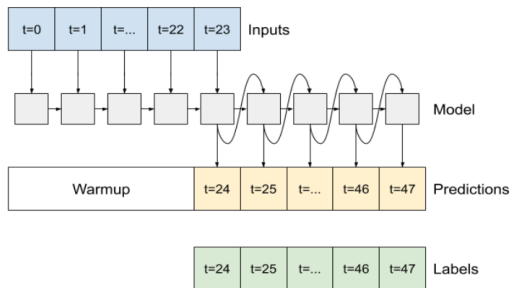 t=0 t=1 t=... t=22 t=23 Inputs
Model
Warmup t=24 t=25 t=... t=46 t=47 Predictions
t=24 t=25 t=... t=46 t=47 Labels